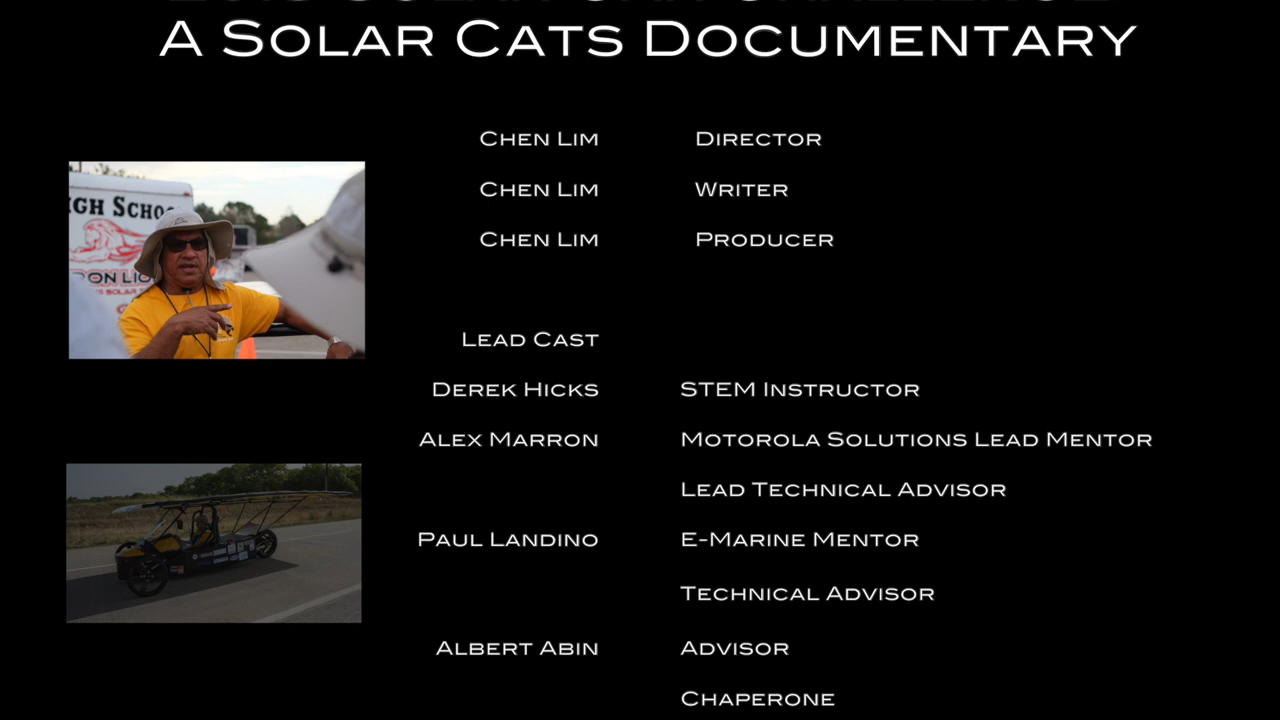 A Solar Cats Documentary
Chen Lim Director
Chen Lim Writer
Chen Lim Producer
Lead Cast
Derek Hicks STEM Instructor
Alex Marron Motorola Solutions Lead Mentor
Lead Technical Advisor
Paul Landino E-Marine Mentor
Technical Advisor
Albert Abin Advisor
Chaperone